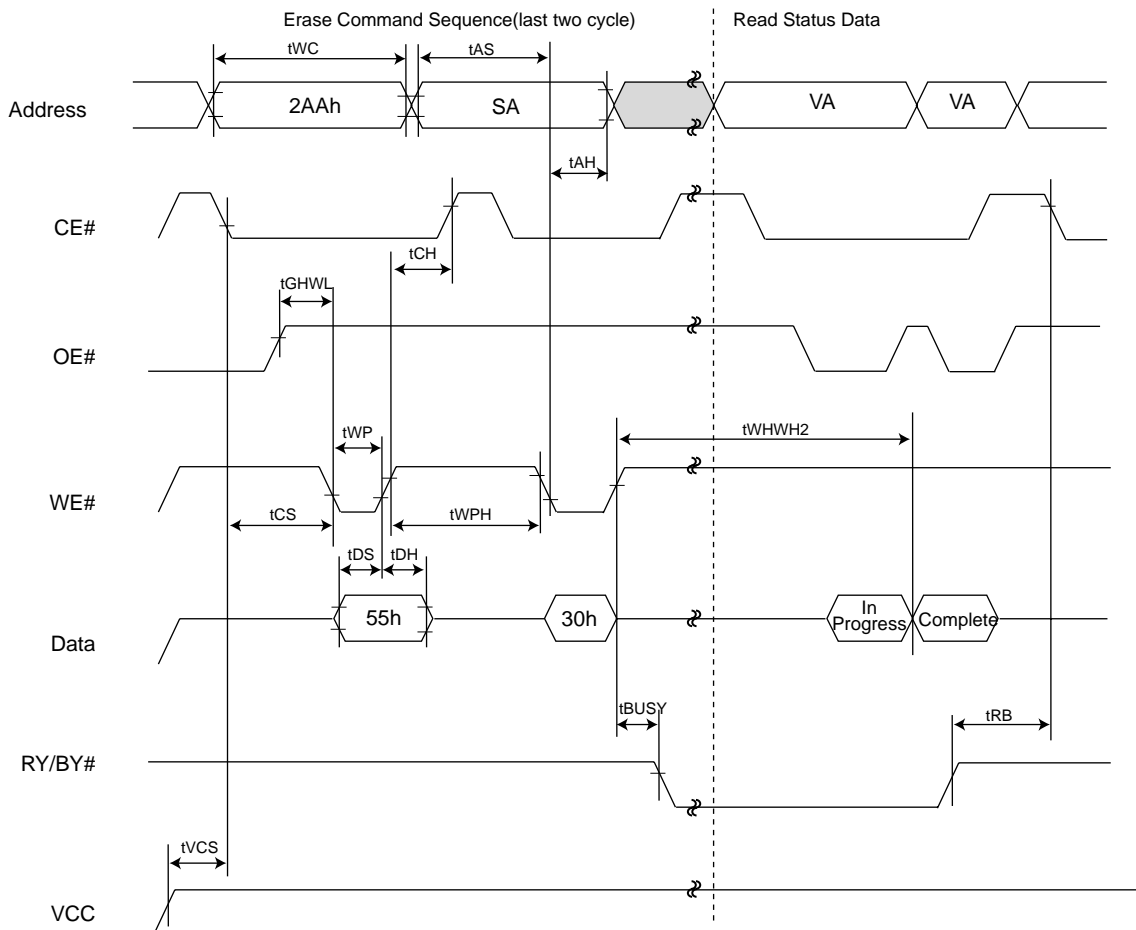 Erase Command Sequence(last two cycle)
Read Status Data
tWC
tAS
Address
2AAh
SA
VA
VA
tAH
CE#
tCH
tGHWL
OE#
tWP
tWHWH2
WE#
tCS
tWPH
tDS
tDH
Data
55h
30h
In
Progress
Complete
tBUSY
tRB
RY/BY#
tVCS
VCC